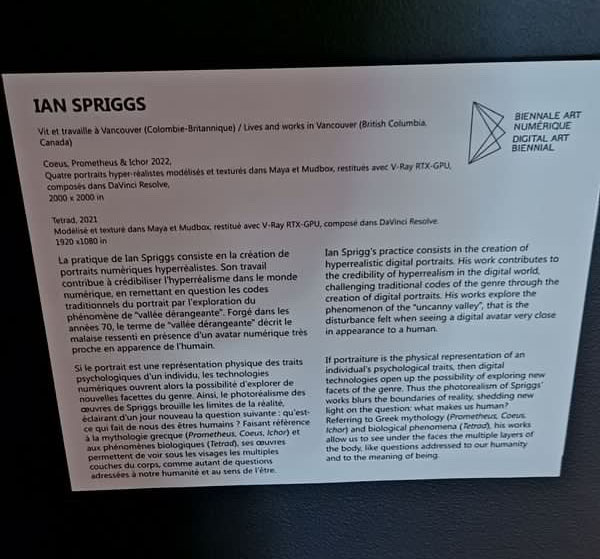 IAN SPRIGGS
Vit et travaille à Vancouver (Colombie-Britannique) / Lives and works in Vancouver (British Columbia,
Canada)
Coeus, Prometheus & Ichor 2022,
Quatre portraits hyper-réalistes modélisés et texturés dans Maya et Mudbox, restitués avec V-Ray RTX-GPU,
composés dans DaVinci Resolve,
2000 x 2000 in
Tetrad, 2021
Modélisé et texturé dans Maya et Mudbox, restitué avec V-Ray RTX-GPU, composé dans DaVinci Resolve
1920 x1080 in
BIENNALE ART
NUMÉRIQUE
DIGITAL ART
BIENNIAL
La pratique de Ian Spriggs consiste en la création de
portraits numériques hyperréalistes. Son travail
contribue à crédibiliser l'hyperréalisme dans le monde
numérique, en remettant en question les codes
traditionnels du portrait par l'exploration du
phénomène de "vallée dérangeante". Forgé dans les
années 70, le terme de "vallée dérangeante" décrit le
malaise ressenti en présence d'un avatar numérique très
proche en apparence de l'humain.
Si le portrait est une représentation physique des traits
psychologiques d'un individu, les technologies
numériques ouvrent alors la possibilité d'explorer de
nouvelles facettes du genre. Ainsi, le photoréalisme des
œuvres de Spriggs brouille les limites de la réalité,
éclairant d'un jour nouveau la question suivante : qu'est-
ce qui fait de nous des êtres humains ? Faisant référence
à la mythologie grecque (Prometheus, Coeus, Ichor) et
aux phénomènes biologiques (Tetrad), ses œuvres
permettent de voir sous les visages les multiples
couches du corps, comme autant de questions
adressées à notre humanité et au sens de l'être.
Ian Sprigg's practice consists in the creation of
hyperrealistic digital portraits. His work contributes to
the credibility of hyperrealism in the digital world,
challenging traditional codes of the genre through the
creation of digital portraits. His works explore the
phenomenon of the "uncanny valley", that is the
disturbance felt when seeing a digital avatar very close
in appearance to a human.
If portraiture is the physical representation of an
individual's psychological traits, then digital
technologies open up the possibility of exploring new
facets of the genre. Thus the photorealism of Spriggs'
works blurs the boundaries of reality, shedding new
light on the question: what makes us human?
Referring to Greek mythology (Prometheus, Coeus,
Ichor) and biological phenomena (Tetrad), his works
allow us to see under the faces the multiple layers of
the body, like questions addressed to our humanity
and to the meaning of being.